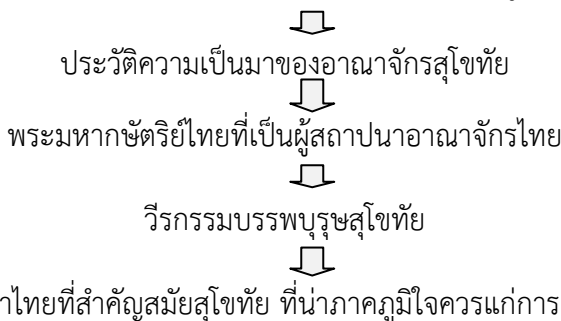 ประวัติความเป็นมาของอาณาจักรสุโขทัย
พระมหากษัตริย์ไทยที่เป็นผู้สถาปนาอาณาจักรไทย
วีรกรรมบรรพบุรุษสุโขทัย
าไทยที่สำคัญสมัยสุโขทัย ที่น่าภาคภูมิใจควรแก่การ